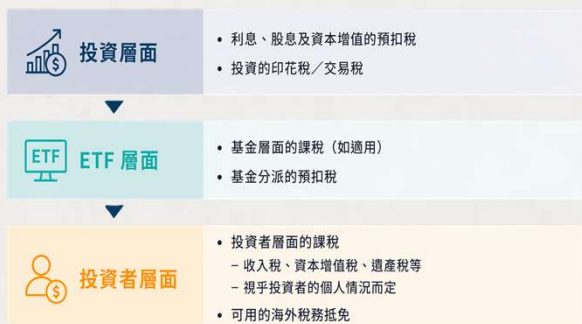 投資層面
• 利息、股息及資本增值的預扣稅
• 投資的印花稅／交易稅
ETF
ETF 層面
• 基金層面的課稅（如適用）
• 基金分派的預扣稅
投資者層面
• 投資者層面的課稅
– 收入稅、資本增值稅、遺產稅等
– 視乎投資者的個人情況而定
• 可用的海外稅務抵免